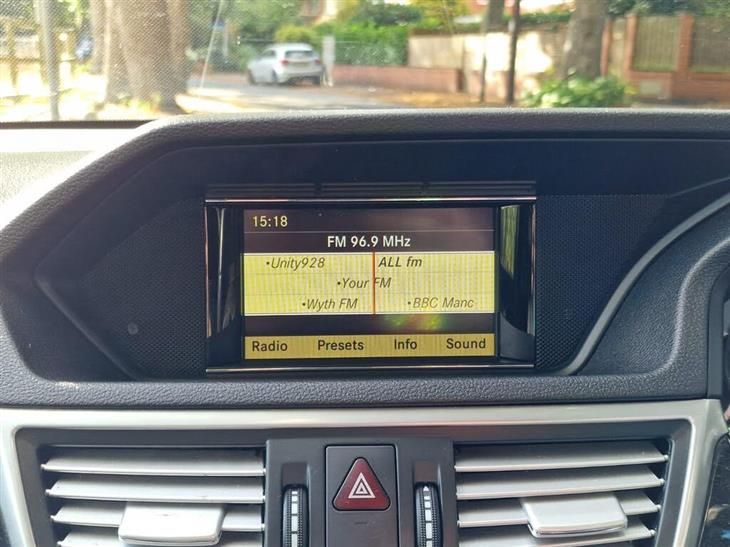 15:18
FM 96.9 MHz
•Unity928 ALL fm
•Your FM
•Wyth FM •BBC Manc
Radio Presets Info Sound